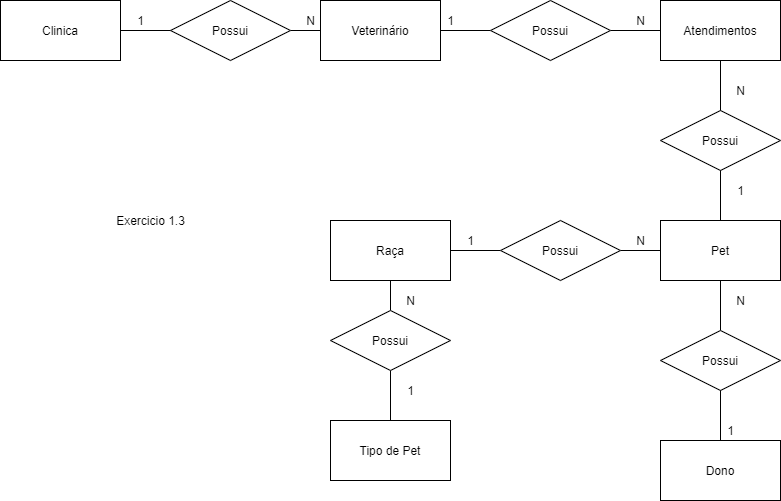 Clinica
1
Possui
N
Veterinário
1
Possui
N
Atendimentos
N
Possui
1
Exercicio 1.3
Raça
1
Possui
N
Pet
N
Possui
1
Tipo de Pet
N
Possui
1
Dono